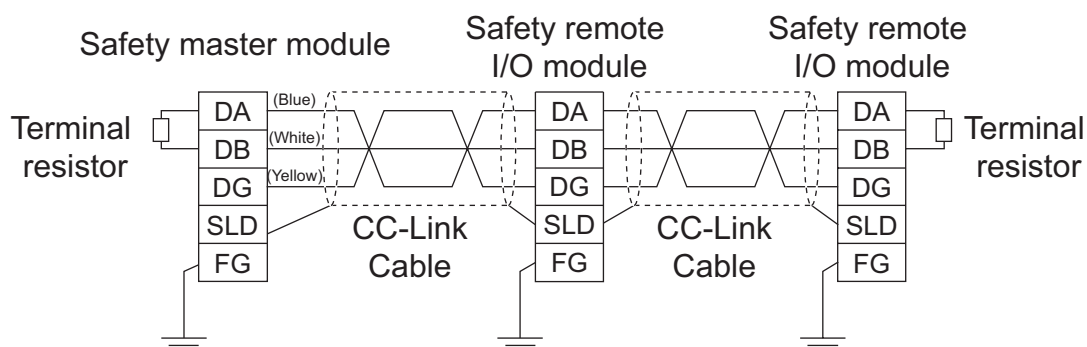 Safety master module
Safety remote
I/O module
Safety remote
I/O module
Terminal
resistor
DA
DB
DG
SLD
FG
(Blue)
(White)
(Yellow)
CC-Link
Cable
DA
DB
DG
SLD
FG
CC-Link
Cable
DA
DB
DG
SLD
FG
Terminal
resistor